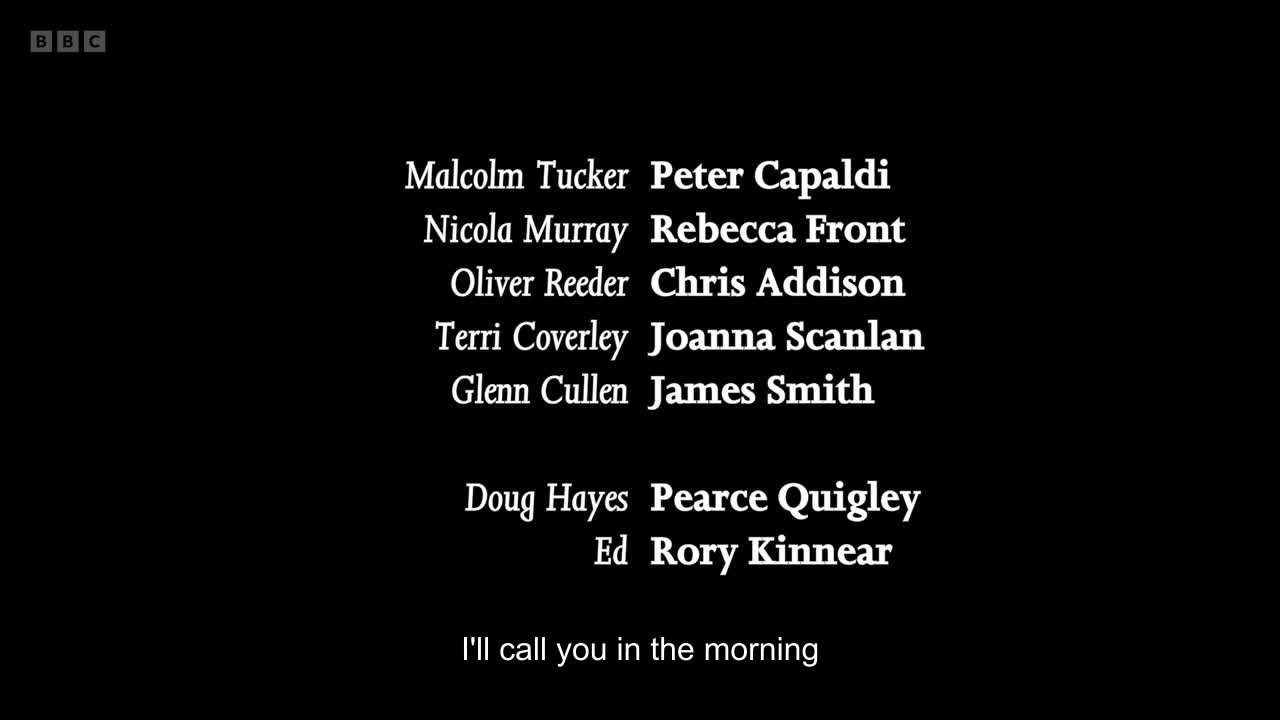 BBC
Malcolm Tucker Peter Capaldi
Nicola Murray Rebecca Front
Oliver Reeder Chris Addison
Terri Coverley Joanna Scanlan
Glenn Cullen James Smith
Doug Hayes Pearce Quigley
Ed Rory Kinnear
I'll call you in the morning